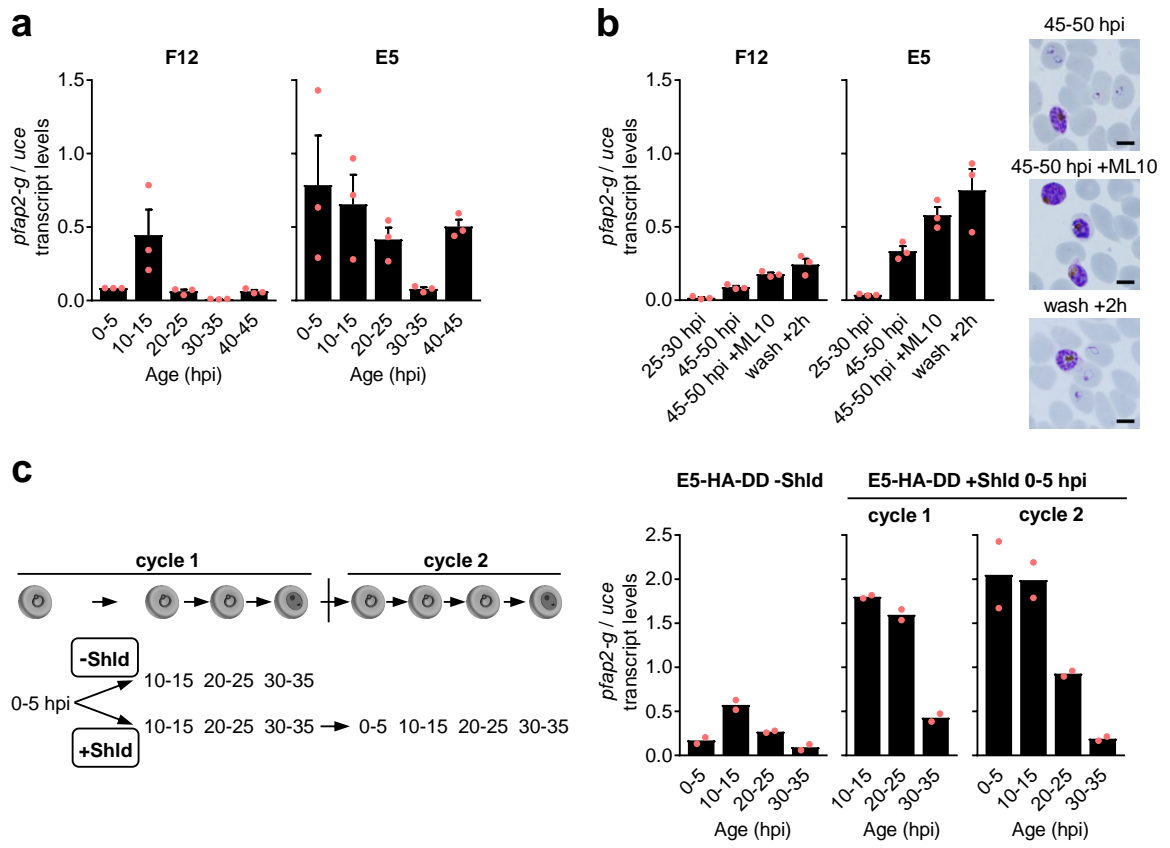 a
F12
E5
pfap2-g / uce
transcript levels
1.5
1.0
0.5
0.0
0-5
10-15
20-25
30-35
40-45
0-5
10-15
20-25
30-35
40-45
Age (hpi)
Age (hpi)
b
F12
E5
pfap2-g / uce
transcript levels
1.5
1.0
0.5
0.0
25-30 hpi
45-50 hpi
45-50 hpi +ML10
wash +2h
25-30 hpi
45-50 hpi
45-50 hpi +ML10
wash +2h
45-50 hpi
45-50 hpi +ML10
wash +2h
c
cycle 1
cycle 2
-Shld
10-15 20-25 30-35
0-5 hpi
10-15 20-25 30-35 0-5 10-15 20-25 30-35
+Shld
E5-HA-DD -Shld
E5-HA-DD +Shld 0-5 hpi
cycle 1
cycle 2
pfap2-g / uce
transcript levels
2.5
2.0
1.5
1.0
0.5
0.0
0-5
10-15
20-25
30-35
10-15
20-25
30-35
0-5
10-15
20-25
30-35
Age (hpi)
Age (hpi)
Age (hpi)